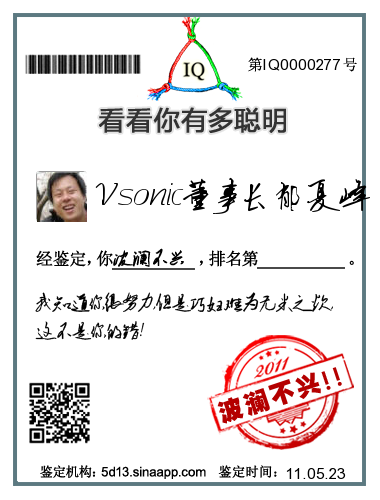 第IQ0000277号
IQ
看看你有多聪明
Vsonic董事长郁夏峰
经鉴定，你波澜不兴，排名第 。
我知道你很努力但是巧妇难为无米之炊
这不是你的错!
2011
波澜不兴!!
鉴定机构：5d13.sinaapp.com 鉴定时间：11.05.23